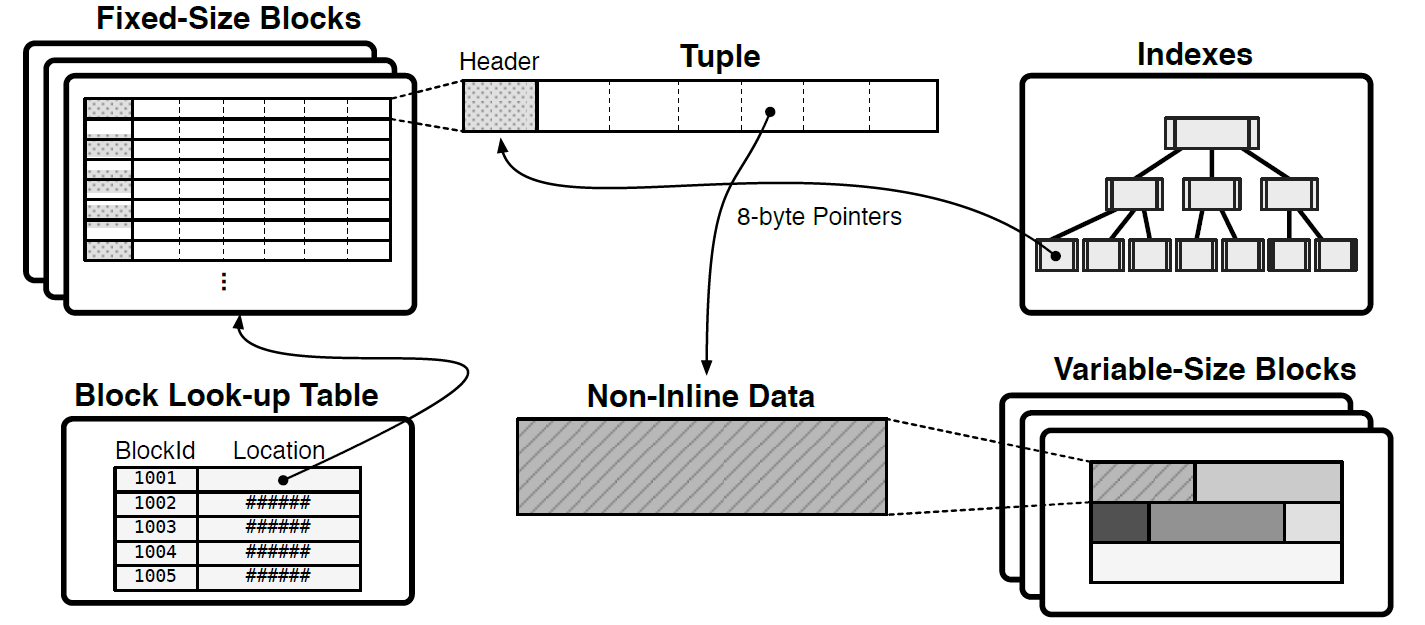 Fixed-Size Blocks
Header
Tuple
Indexes
8-byte Pointers
⋮
Block Look-up Table
BlockId Location
1001
1002 ######
1003 ######
1004 ######
1005 ######
Non-Inline Data
Variable-Size Blocks